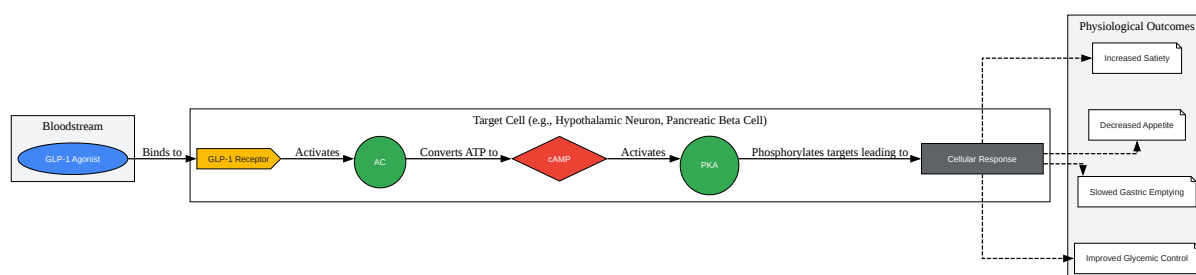 Physiological Outcomes
Increased Satiety
Target Cell (e.g., Hypothalamic Neuron, Pancreatic Beta Cell)
Bloodstream
Decreased Appetite
GLP-1 Agonist
Binds to
GLP-1 Receptor
Activates
AC
Converts ATP to
cAMP
Activates
PKA
Phosphorylates targets leading to
Cellular Response
Slowed Gastric Emptying
Improved Glycemic Control